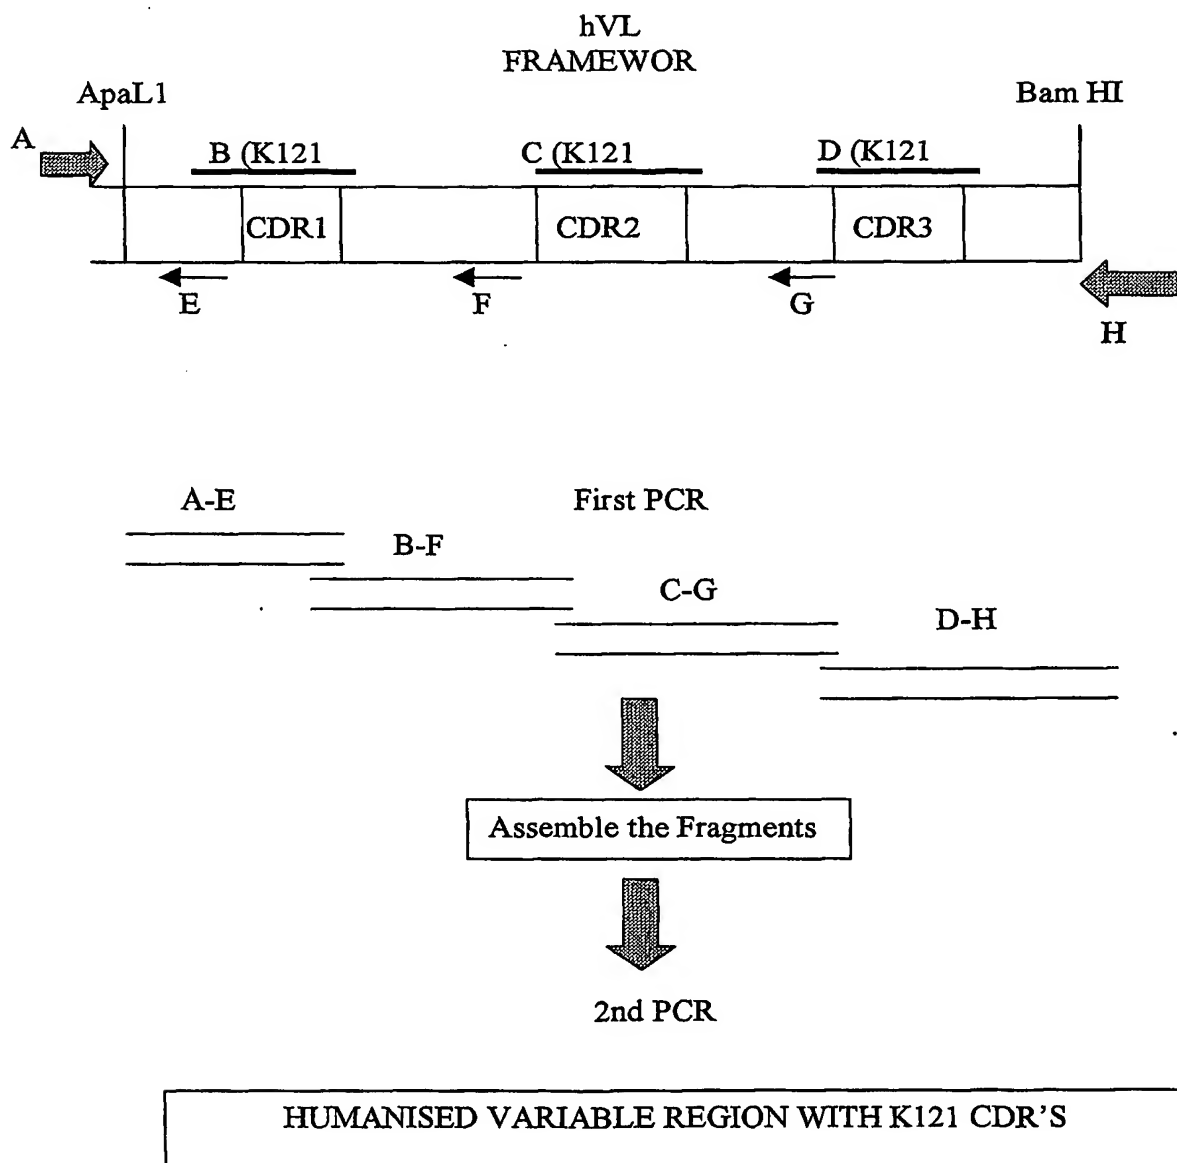 hVL
FRAMEWOR
ApaL1
Bam HI
A
B (K121
C (K121
D (K121
CDR1
CDR2
CDR3
E
F
G
H
A-E
First PCR
B-F
C-G
D-H
Assemble the Fragments
2nd PCR
HUMANISED VARIABLE REGION WITH K121 CDR'S